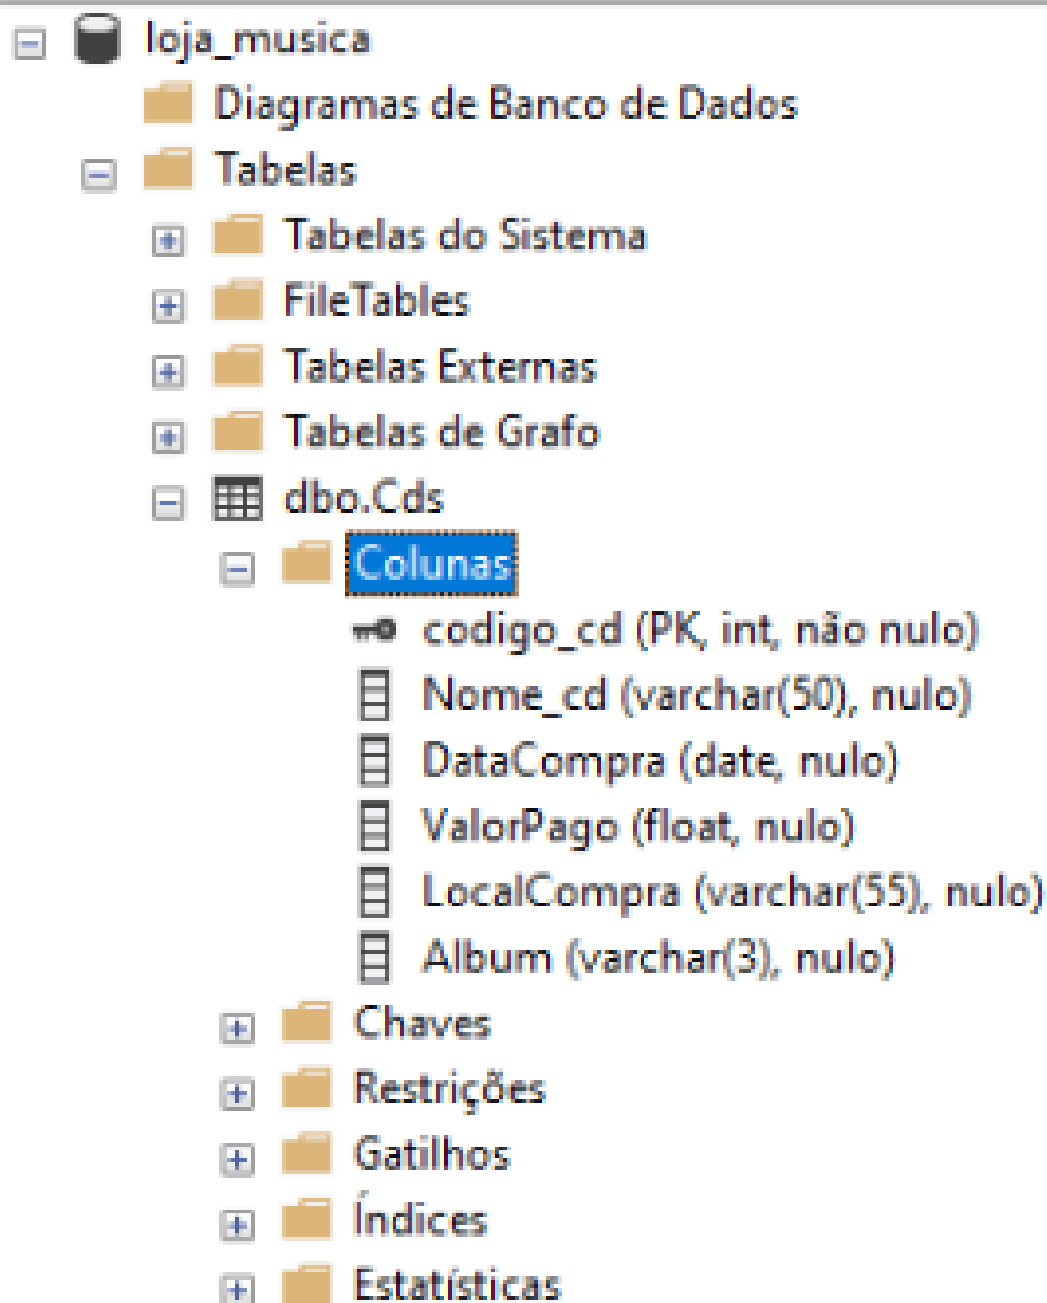 loja_musica
Diagramas de Banco de Dados
Tabelas
Tabelas do Sistema
FileTables
Tabelas Externas
Tabelas de Grafo
dbo.Cds
Colunas
codigo_cd (PK, int, não nulo)
Nome_cd (varchar(50), nulo)
DataCompra (date, nulo)
ValorPago (float, nulo)
LocalCompra (varchar(55), nulo)
Album (varchar(3), nulo)
Chaves
Restrições
Gatilhos
Índices
Estatísticas